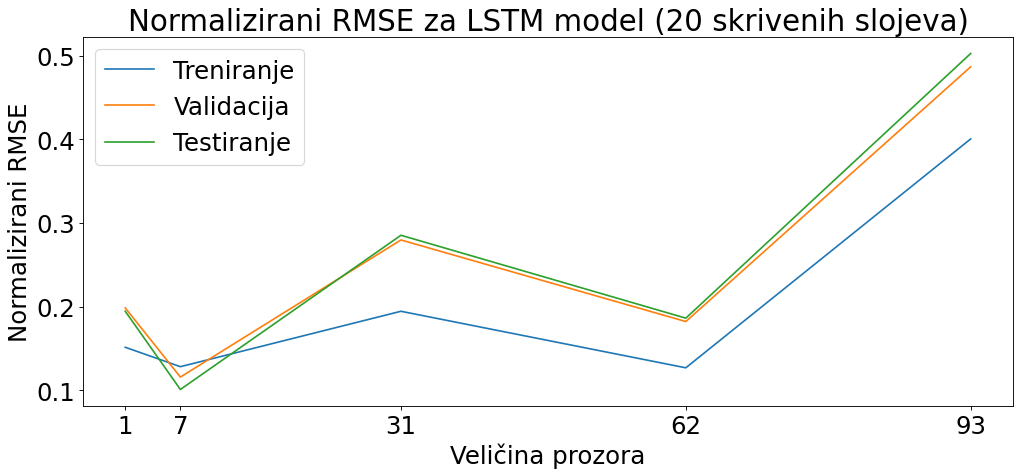 Normalizirani RMSE za LSTM model (20 skrivenih slojeva)
Treniranje
Validacija
Testiranje
Normalizirani RMSE
0.5
0.4
0.3
0.2
0.1
1 7 31 62 93
Veličina prozora